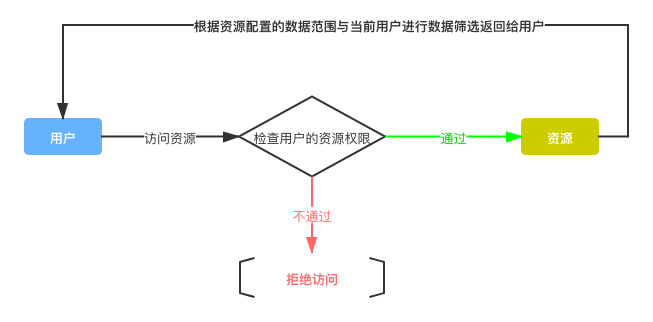 根据资源配置的数据范围与当前用户进行数据筛选返回给用户
用户
访问资源
检查用户的资源权限
通过
资源
不通过
拒绝访问